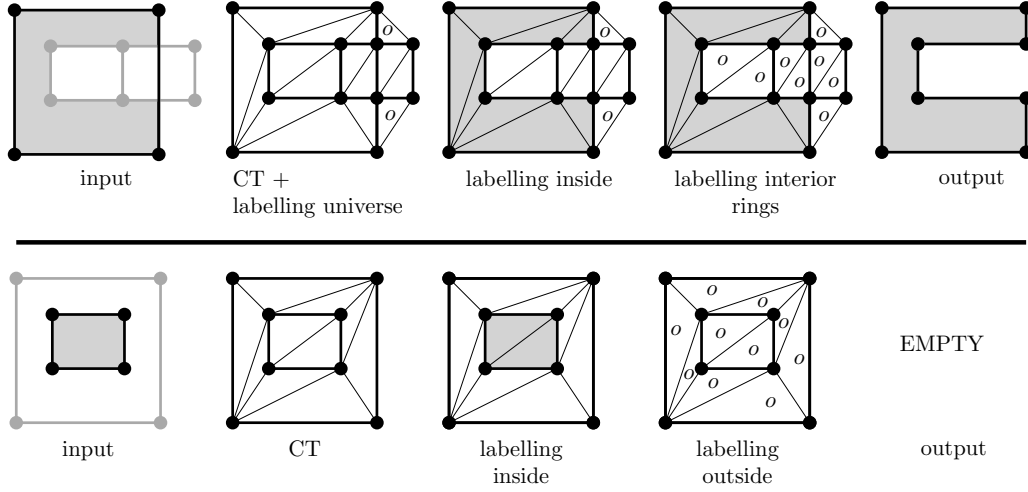 o
o
o
o
o
o
o
o
o
o
o
o
input
CT +
labelling universe
labelling inside
labelling interior
rings
output
o
o
o
o
o
o
o
o
o
o
EMPTY
input
CT
labelling
inside
labelling
outside
output